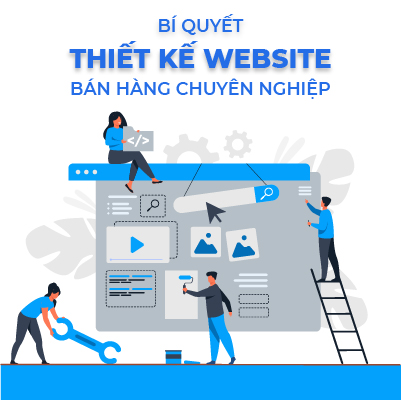 BÍ QUYẾT
THIẾT KẾ WEBSITE
BÁN HÀNG CHUYÊN NGHIỆP
</>